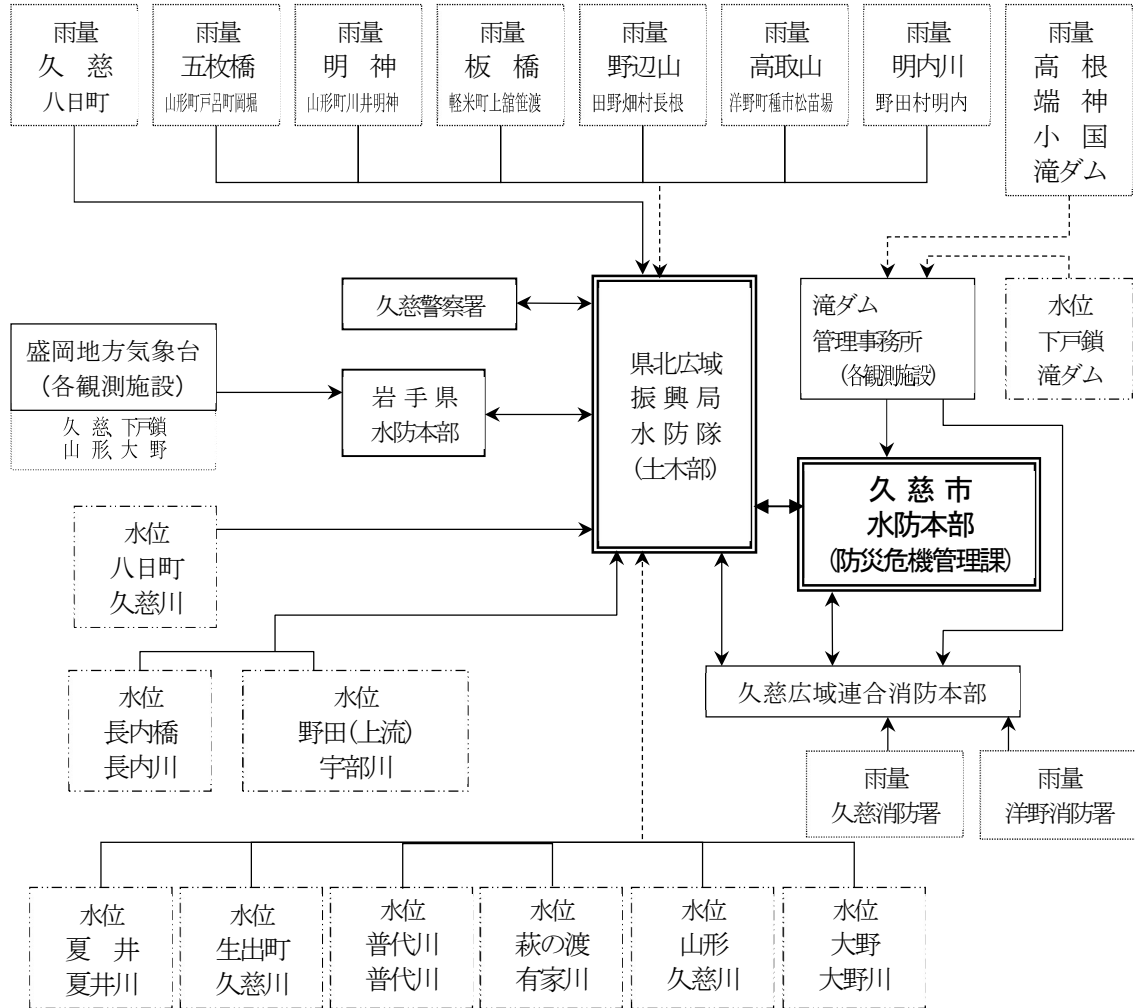 雨量
久 慈
八日町
雨量
五枚橋
山形町戸呂町岡堀
雨量
明 神
山形町川井明神
雨量
板 橋
軽米町上舘笹渡
雨量
野辺山
田野畑村長根
雨量
高取山
洋野町種市松苗場
雨量
明内川
野田村明内
雨量
高 根
端 神
小 国
滝ダム
久慈警察署
盛岡地方気象台
(各観測施設)
久 慈、下戸鎖
山 形、大 野
岩 手 県
水防本部
県北広域
振 興 局
水 防 隊
(土木部)
滝ダム
管理事務所
(各観測施設)
水位
下戸鎖
滝ダム
久 慈 市
水防本部
(防災危機管理課)
水位
八日町
久慈川
水位
長内橋
長内川
水位
野田(上流)
宇部川
久慈広域連合消防本部
雨量
久慈消防署
雨量
洋野消防署
水位
夏 井
夏井川
水位
生出町
久慈川
水位
普代川
普代川
水位
萩の渡
有家川
水位
山形
久慈川
水位
大野
大野川